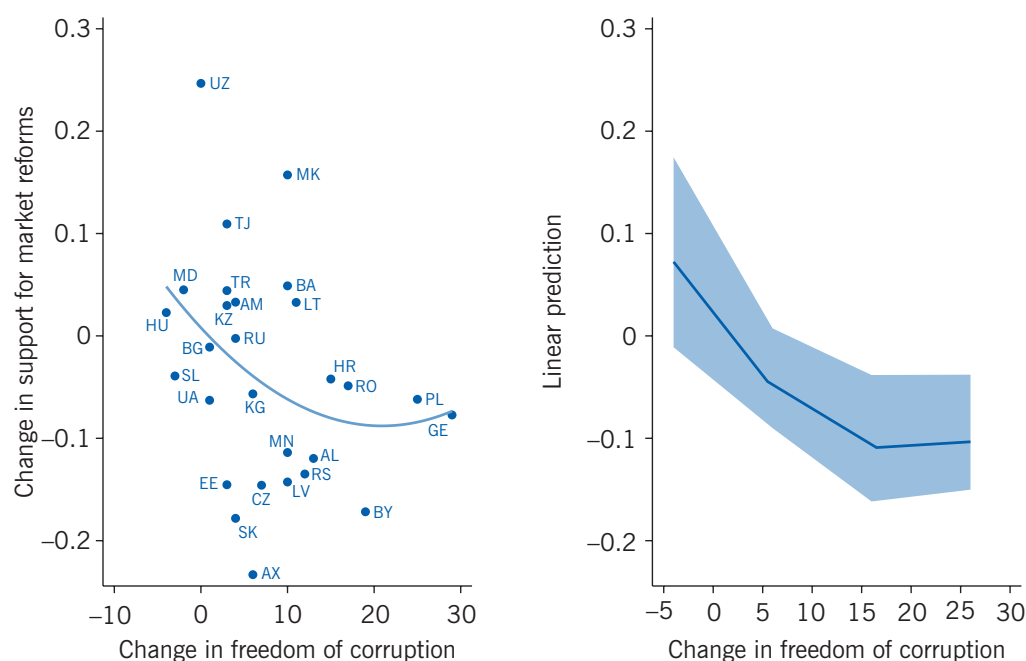 Change in support for market reforms
0.3
0.2
0.1
0
–0.1
–0.2
UZ
MK
TJ
MD
TR
BA
AM
LT
KZ
HU
RU
BG
SL
HR
RO
UA
KG
PL
GE
MN
AL
RS
EE
CZ
LV
BY
SK
AX
–10
0
10
20
30
Change in freedom of corruption
Linear prediction
0.3
0.2
0.1
0
–0.1
–0.2
–5
0
5
15
20
25
30
Change in freedom of corruption